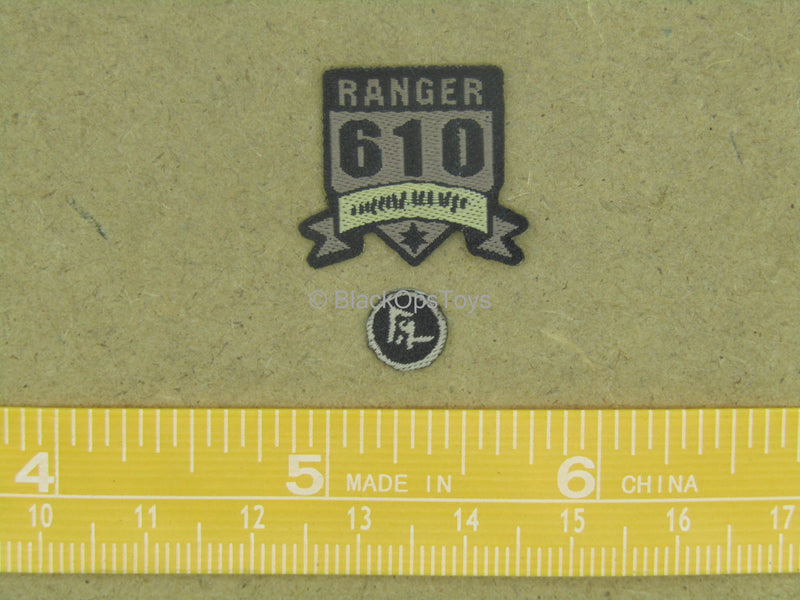 RANGER
610
© BlackOpsToys
4 5 MADE IN 6 CHINA
10 11 12 13 14 15 16 17